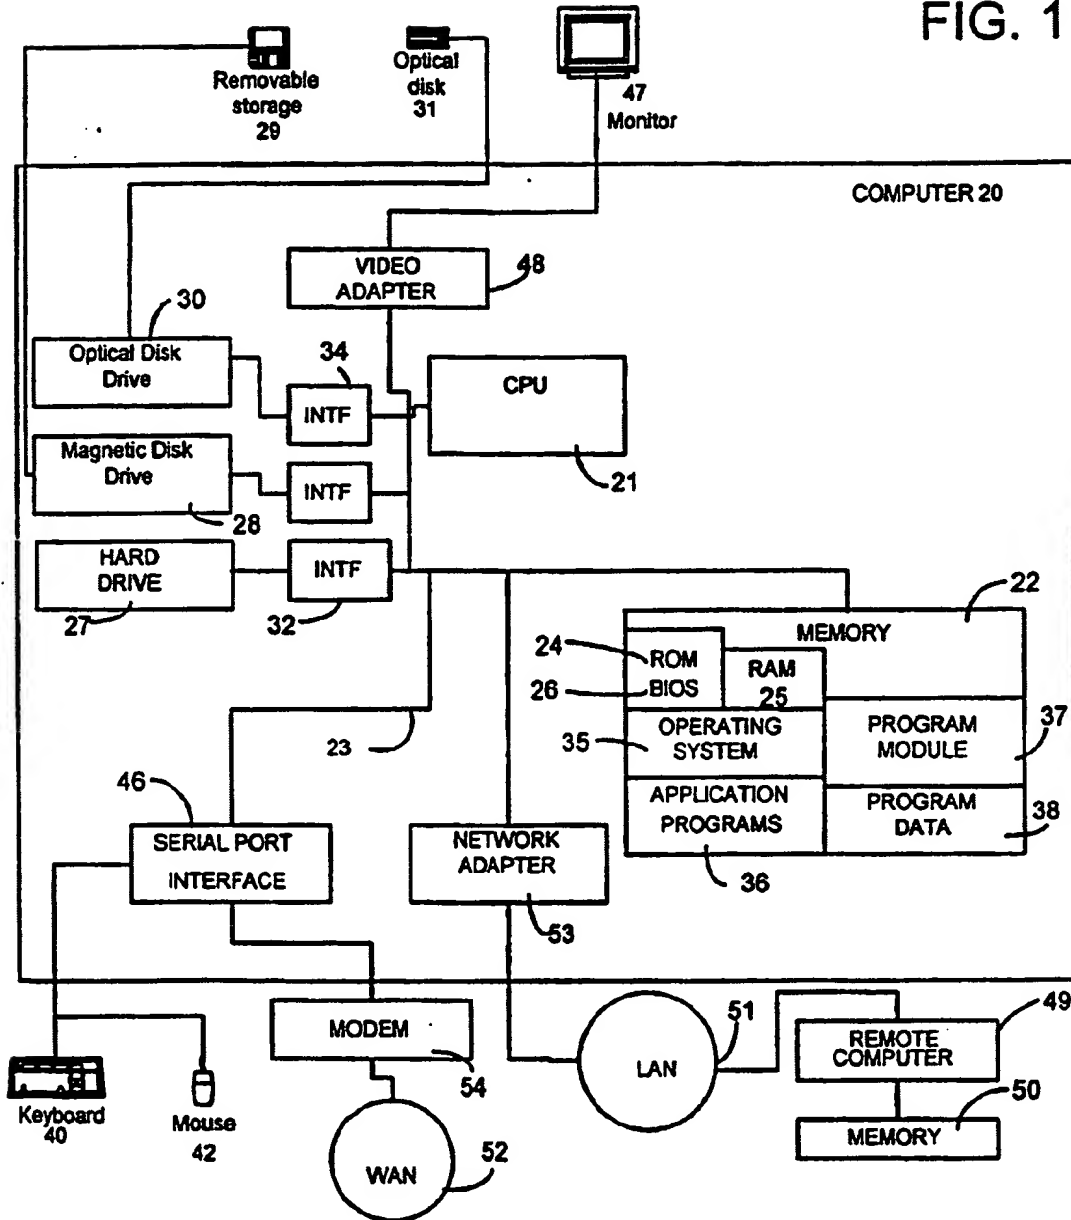 FIG. 1
Removable
storage
29
Optical
disk
31
47
Monitor
COMPUTER 20
VIDEO
ADAPTER
48
30
Optical Disk
Drive
34
INTF
CPU
21
Magnetic Disk
Drive
28
INTF
HARD
DRIVE
27
INTF
32
22
MEMORY
24
ROM
26
BIOS
RAM
25
23
35
OPERATING
SYSTEM
PROGRAM
MODULE
37
APPLICATION
PROGRAMS
36
PROGRAM
DATA
38
46
SERIAL PORT
INTERFACE
NETWORK
ADAPTER
53
MODEM
54
51
LAN
49
REMOTE
COMPUTER
50
MEMORY
Keyboard
40
Mouse
42
WAN
52